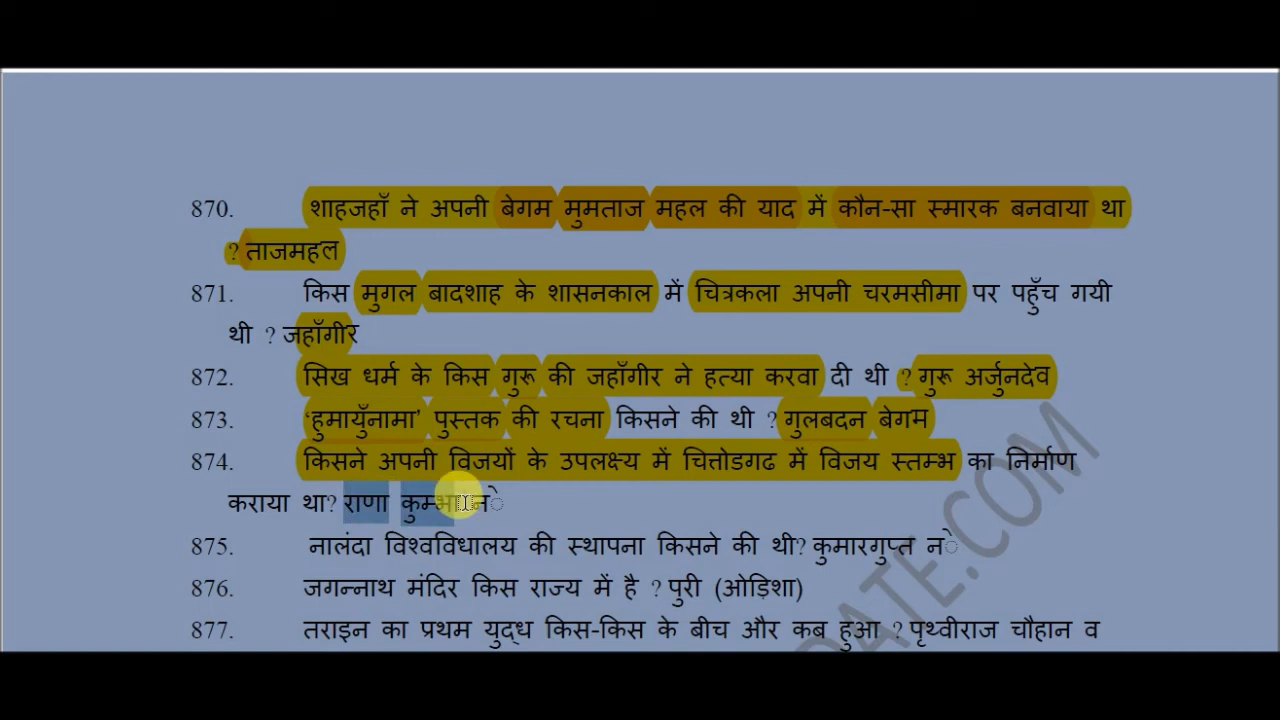 870. शाहजहाँ ने अपनी बेगम मुमताज महल की याद में कौन-सा स्मारक बनवाया था
? ताजमहल
871. किस मुगल बादशाह के शासनकाल में चित्रकला अपनी चरमसीमा पर पहुँच गयी
थी ? जहाँगीर
872. सिख धर्म के किस गुरू की जहाँगीर ने हत्या करवा दी थी ? गुरू अर्जुनदेव
873. ‘हुमायुँनामा’ पुस्तक की रचना किसने की थी ? गुलबदन बेगम
874. किसने अपनी विजयों के उपलक्ष्य में चित्तोडगढ में विजय स्तम्भ का निर्माण
कराया था? राणा कुम्भा ने
875. नालंदा विश्वविधालय की स्थापना किसने की थी? कुमारगुप्त ने
876. जगन्नाथ मंदिर किस राज्य में है ? पुरी (ओड़िशा)
877. तराइन का प्रथम युद्ध किस-किस के बीच और कब हुआ ? पृथ्वीराज चौहान व
DATE.COM